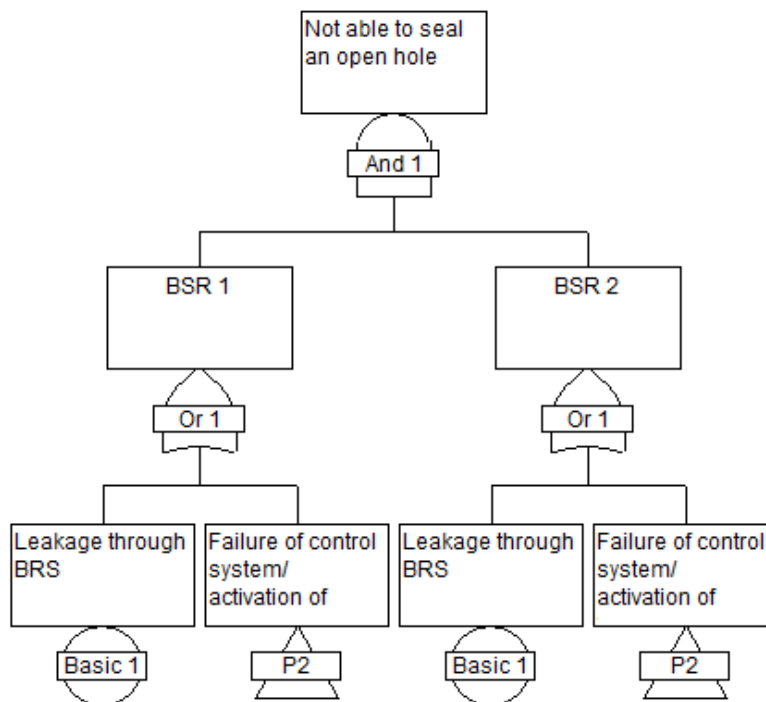 Not able to seal
an open hole
And 1
BSR 1
BSR 2
Or 1
Or 1
Leakage through
BRS
Failure of control
system/
activation of
Leakage through
BRS
Failure of control
system/
activation of
Basic 1
P2
Basic 1
P2